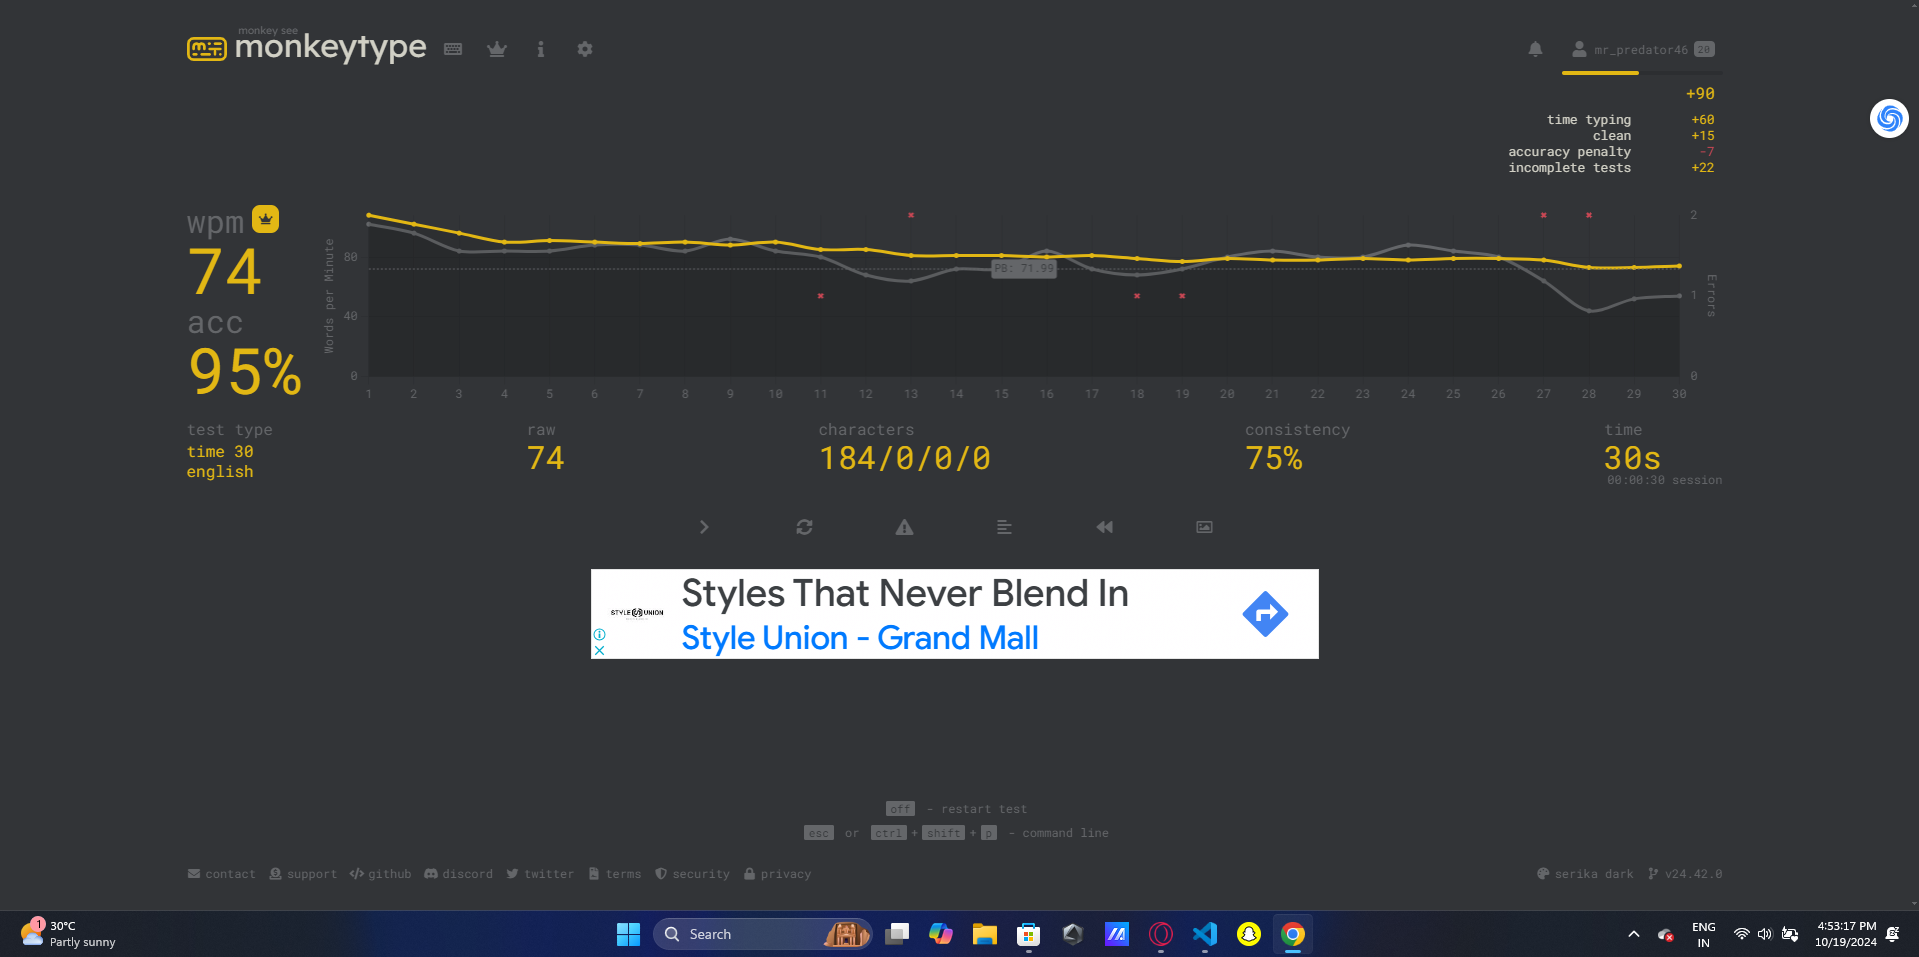 monkey see
monkeytype
mr_predator46 20
+90
time typing +60
clean +15
accuracy penalty -7
incomplete tests +22
wpm
74
acc
95%
Words per Minute
80
40
0
PB: 71.99
2
1
0
Errors
1 2 3 4 5 6 7 8 9 10 11 12 13 14 15 16 17 18 19 20 21 22 23 24 25 26 27 28 29 30
test type
time 30
english
raw
74
characters
184/0/0/0
consistency
75%
time
30s
00:00:30 session
STYLE UNION
Styles That Never Blend In
Style Union - Grand Mall
off - restart test
esc or ctrl + shift + p - command line
contact support github discord twitter terms security privacy
serika dark v24.42.0
1
30°C
Partly sunny
Search
ENG
IN
4:53:17 PM
10/19/2024